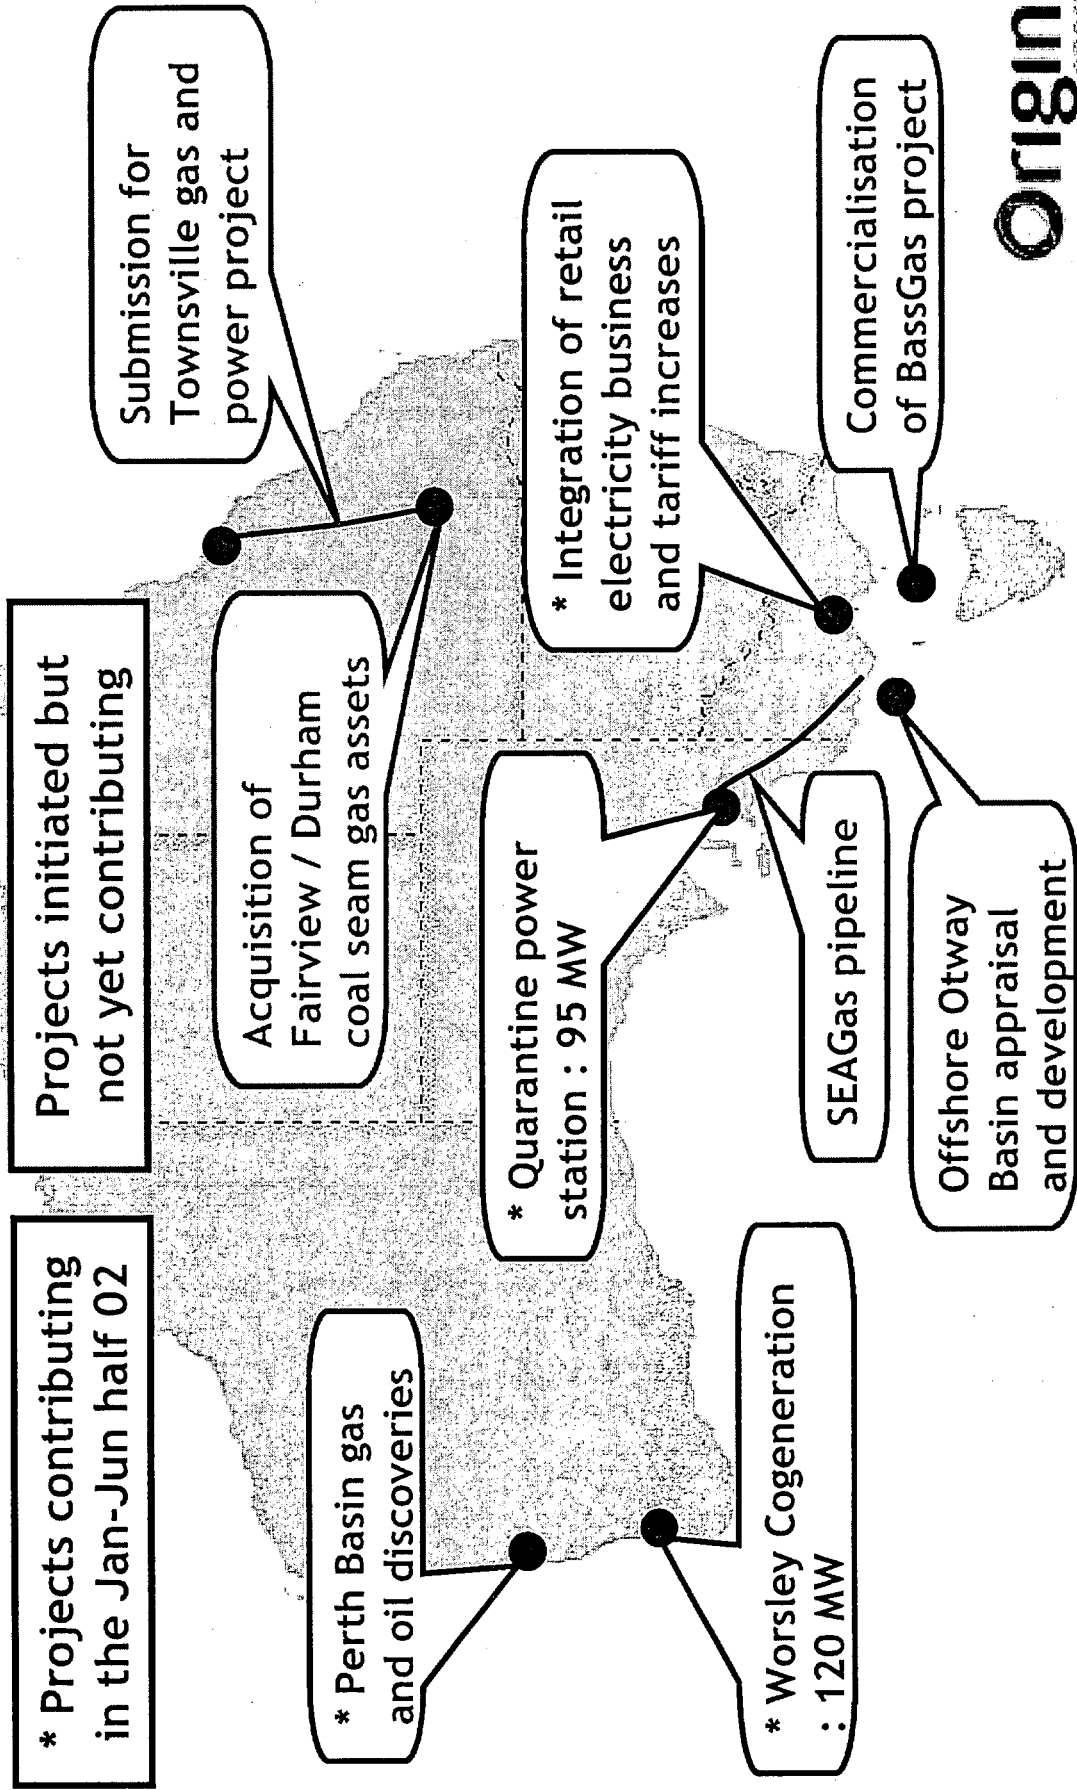 * Projects contributing
in the Jan-Jun half 02
Projects initiated but
not yet contributing
Submission for
Townsville gas and
power project
Acquisition of
Fairview / Durham
coal seam gas assets
* Perth Basin gas
and oil discoveries
* Quarantine power
station : 95 MW
* Integration of retail
electricity business
and tariff increases
* Worsley Cogeneration
: 120 MW
SEAGas pipeline
Commercialisation
of BassGas project
Offshore Otway
Basin appraisal
and development
Origin